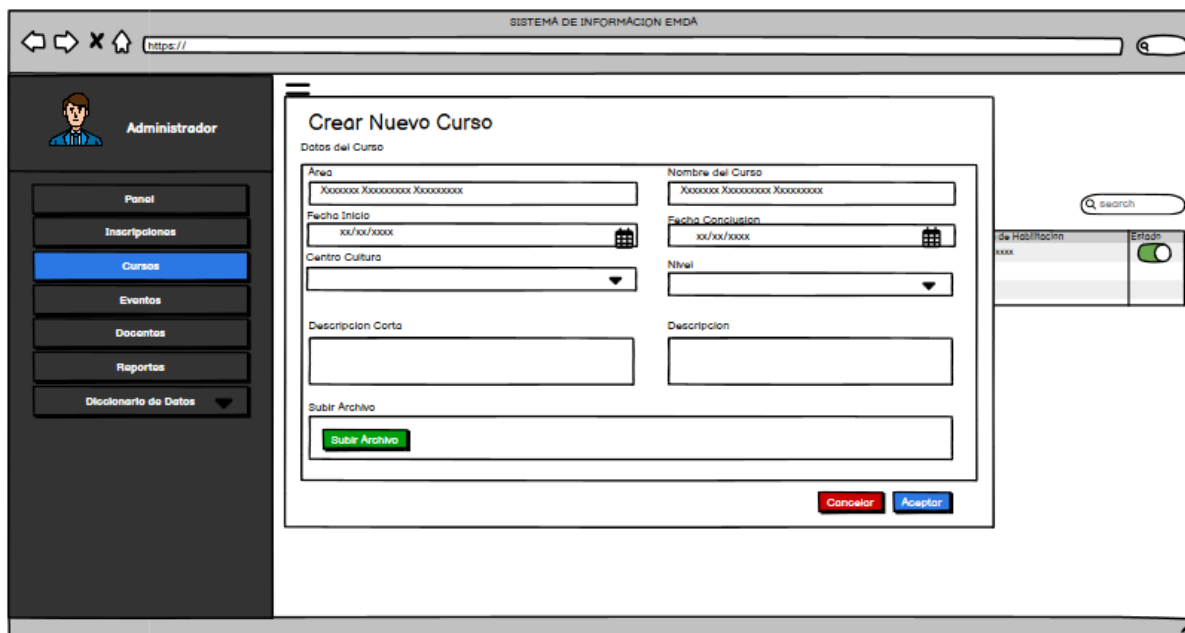 SISTEMA DE INFORMACION EMDA
https://
Administrador
Panel
Inscripciones
Cursos
Eventos
Docentes
Reportes
Diccionario de Datos
Crear Nuevo Curso
Datos del Curso
Area
Nombre del Curso
Xxxxxxx Xxxxxxxxx Xxxxxxxxx
Xxxxxxx Xxxxxxxxx Xxxxxxxxx
Fecha Inicio
Fecha Conclusion
xx/xx/xxxx
xx/xx/xxxx
Centro Cultura
Nivel
Descripcion Corta
Descripcion
Subir Archivo
Subir Archivo
Cancelar
Aceptar
search
de Habilitacion
Estado
xxxx